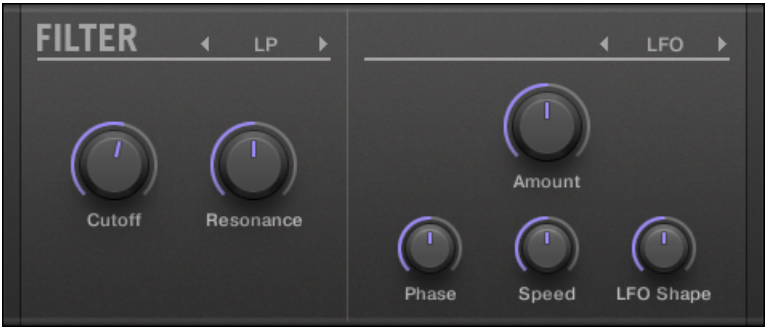 FILTER
LP
LFO
Cutoff
Resonance
Amount
Phase
Speed
LFO Shape